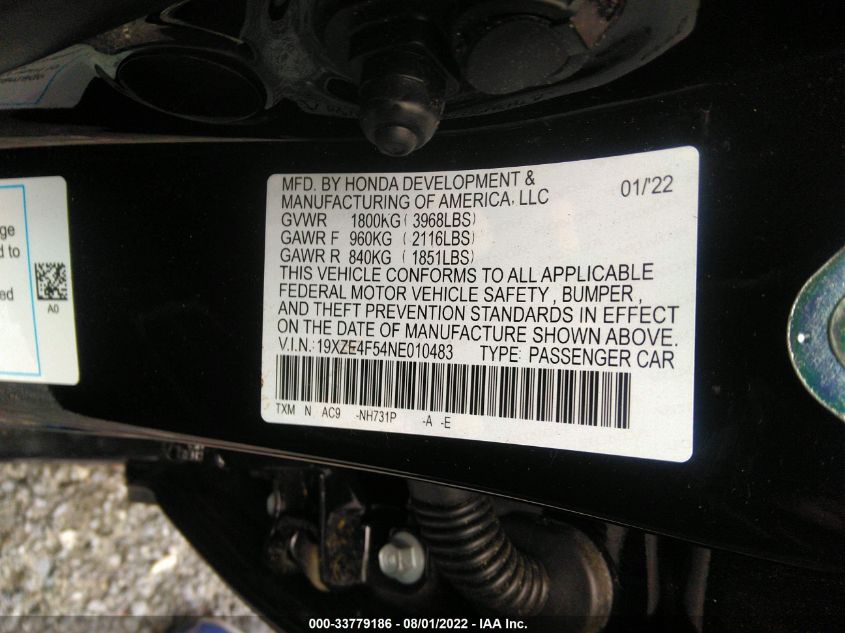 MFD. BY HONDA DEVELOPMENT &
MANUFACTURING OF AMERICA, LLC 01/'22
GVWR 1800KG ( 3968LBS)
GAWR F 960KG ( 2116LBS)
GAWR R 840KG ( 1851LBS)
THIS VEHICLE CONFORMS TO ALL APPLICABLE
FEDERAL MOTOR VEHICLE SAFETY , BUMPER ,
AND THEFT PREVENTION STANDARDS IN EFFECT
ON THE DATE OF MANUFACTURE SHOWN ABOVE.
V.I.N.:19XZE4F54NE010483 TYPE: PASSENGER CAR
TXM N AC9 -NH731P -A -E
A0
000-33779186 - 08/01/2022 - IAA Inc.